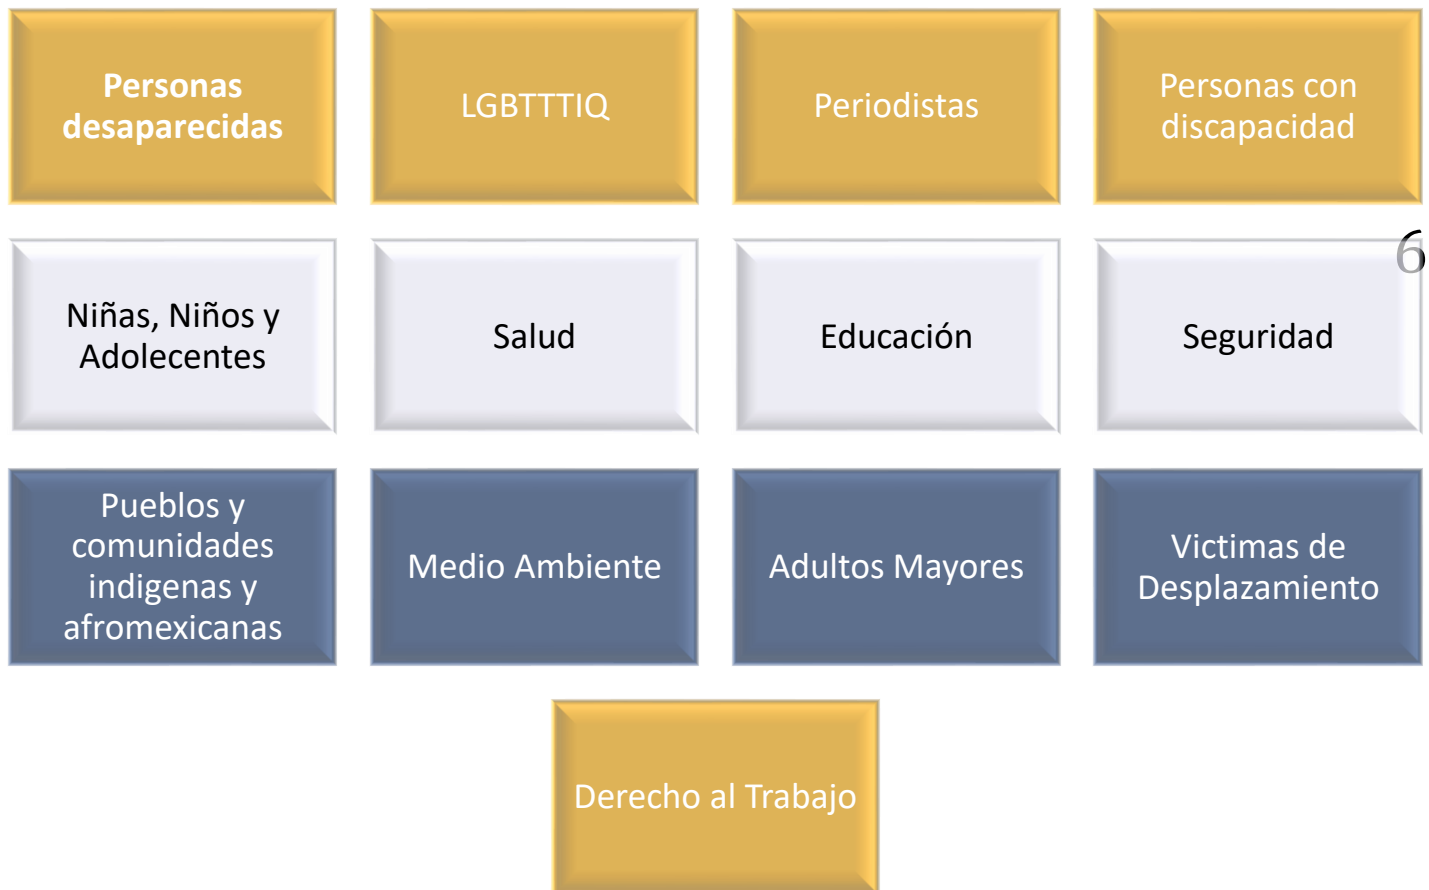 Personas
desaparecidas
LGBTTTIQ
Periodistas
Personas con
discapacidad
6
Niñas, Niños y
Adolecentes
Salud
Educación
Seguridad
Pueblos y
comunidades
indigenas y
afromexicanas
Medio Ambiente
Adultos Mayores
Victimas de
Desplazamiento
Derecho al Trabajo